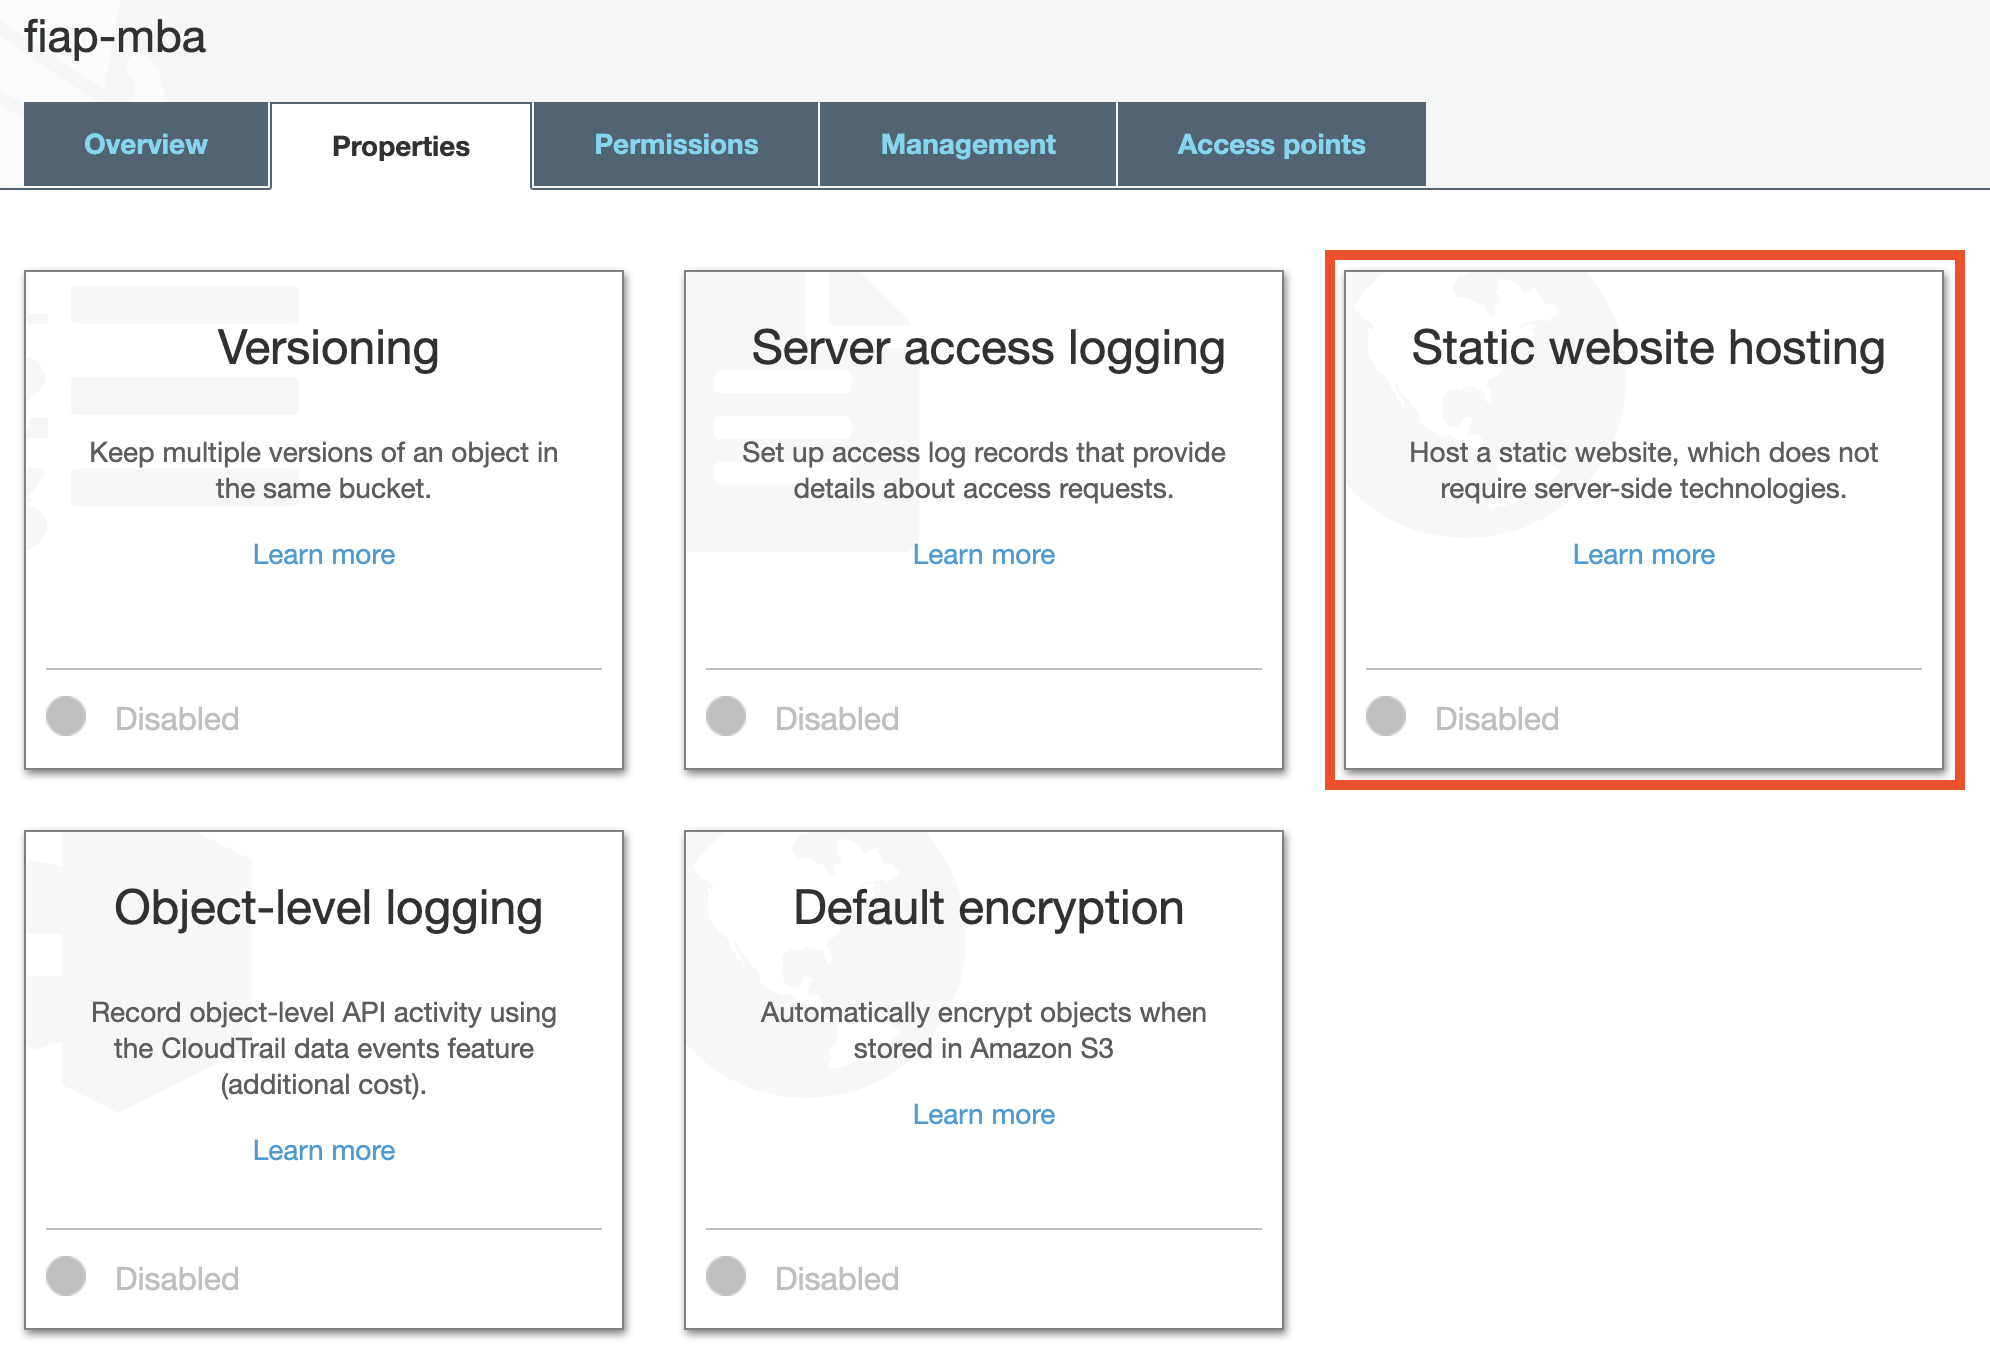 fiap-mba
Overview
Properties
Permissions
Management
Access points
Versioning
Keep multiple versions of an object in
the same bucket.
Learn more
Disabled
Server access logging
Set up access log records that provide
details about access requests.
Learn more
Disabled
Static website hosting
Host a static website, which does not
require server-side technologies.
Learn more
Disabled
Object-level logging
Record object-level API activity using
the CloudTrail data events feature
(additional cost).
Learn more
Disabled
Default encryption
Automatically encrypt objects when
stored in Amazon S3
Learn more
Disabled